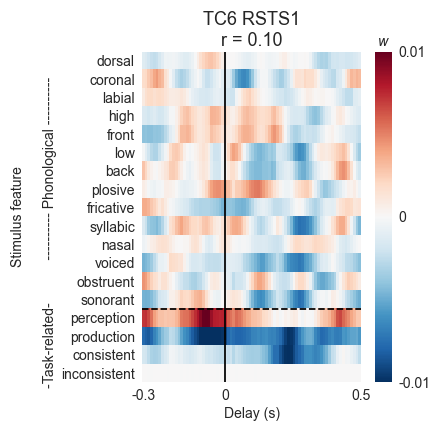 TC6 RSTS1
r = 0.10
w
Stimulus feature
---------- Phonological ----------
-Task-related-
dorsal
coronal
labial
high
front
low
back
plosive
fricative
syllabic
nasal
voiced
obstruent
sonorant
perception
production
consistent
inconsistent
-0.3
0
0.5
Delay (s)
0.01
0
-0.01